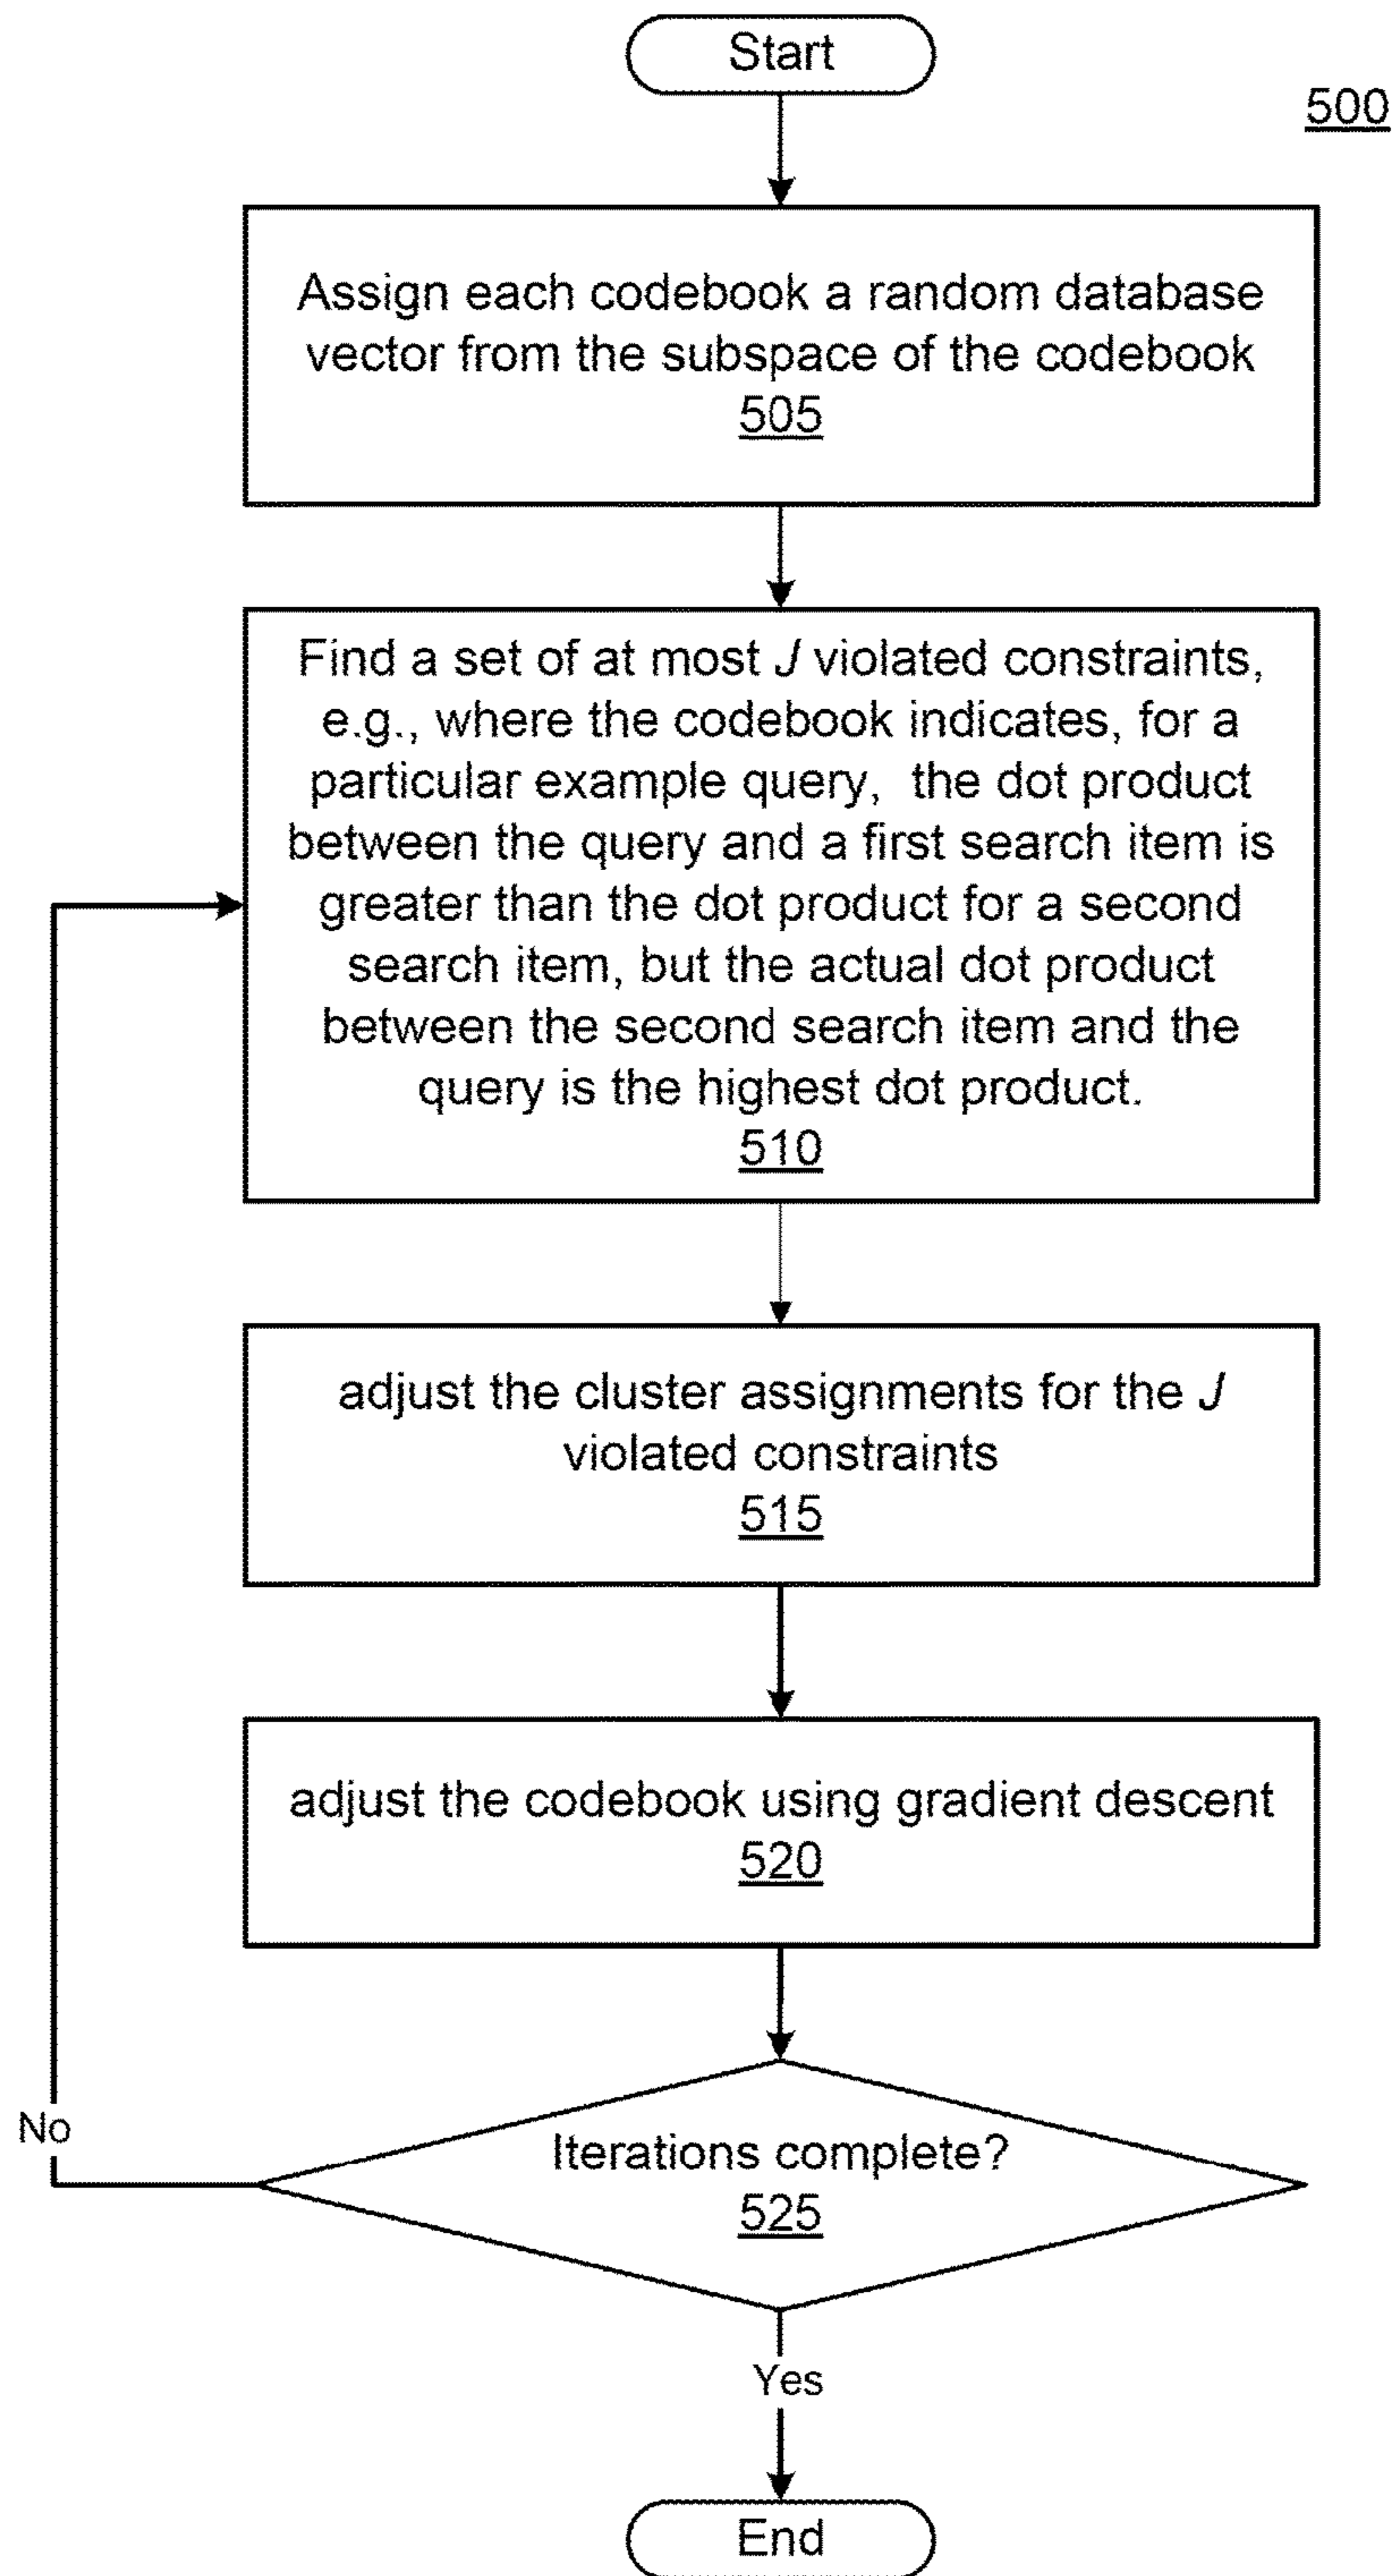 Start
500
Assign each codebook a random database
vector from the subspace of the codebook
505
Find a set of at most J violated constraints,
e.g., where the codebook indicates, for a
particular example query, the dot product
between the query and a first search item is
greater than the dot product for a second
search item, but the actual dot product
between the second search item and the
query is the highest dot product.
510
adjust the cluster assignments for the J
violated constraints
515
adjust the codebook using gradient descent
520
No
Iterations complete?
525
Yes
End